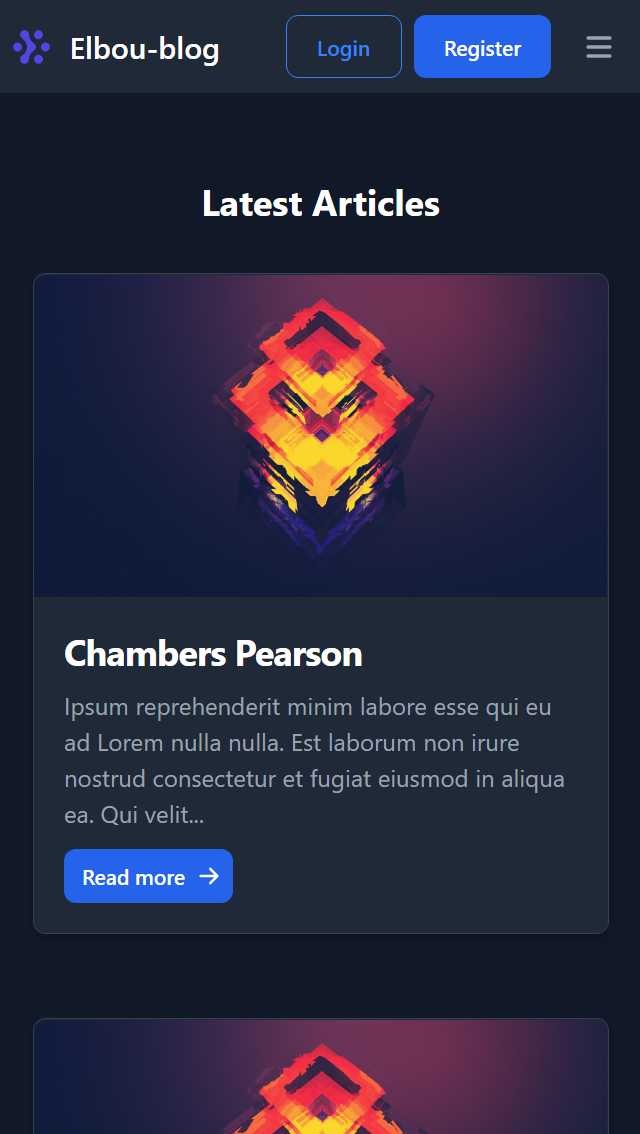 Elbou-blog
Login
Register
Latest Articles
Chambers Pearson
Ipsum reprehenderit minim labore esse qui eu
ad Lorem nulla nulla. Est laborum non irure
nostrud consectetur et fugiat eiusmod in aliqua
ea. Qui velit...
Read more